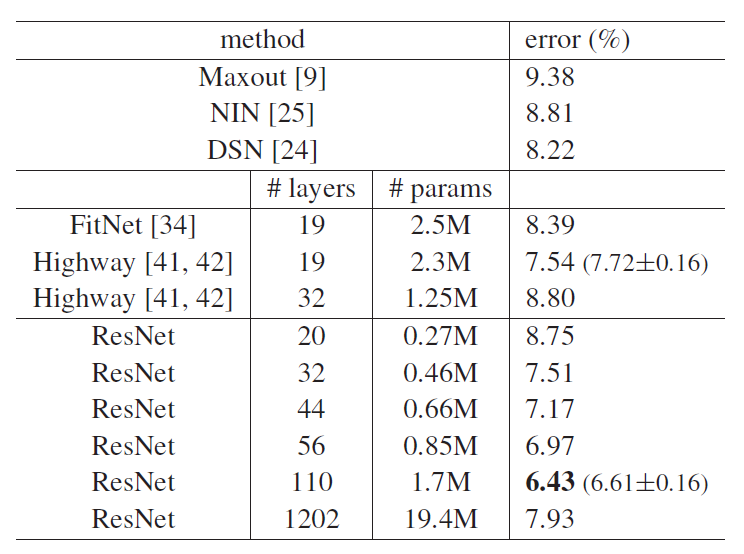 method error (%)
Maxout [9] 9.38
NIN [25] 8.81
DSN [24] 8.22
# layers # params
FitNet [34] 19 2.5M 8.39
Highway [41, 42] 19 2.3M 7.54 (7.72±0.16)
Highway [41, 42] 32 1.25M 8.80
ResNet 20 0.27M 8.75
ResNet 32 0.46M 7.51
ResNet 44 0.66M 7.17
ResNet 56 0.85M 6.97
ResNet 110 1.7M 6.43 (6.61±0.16)
ResNet 1202 19.4M 7.93